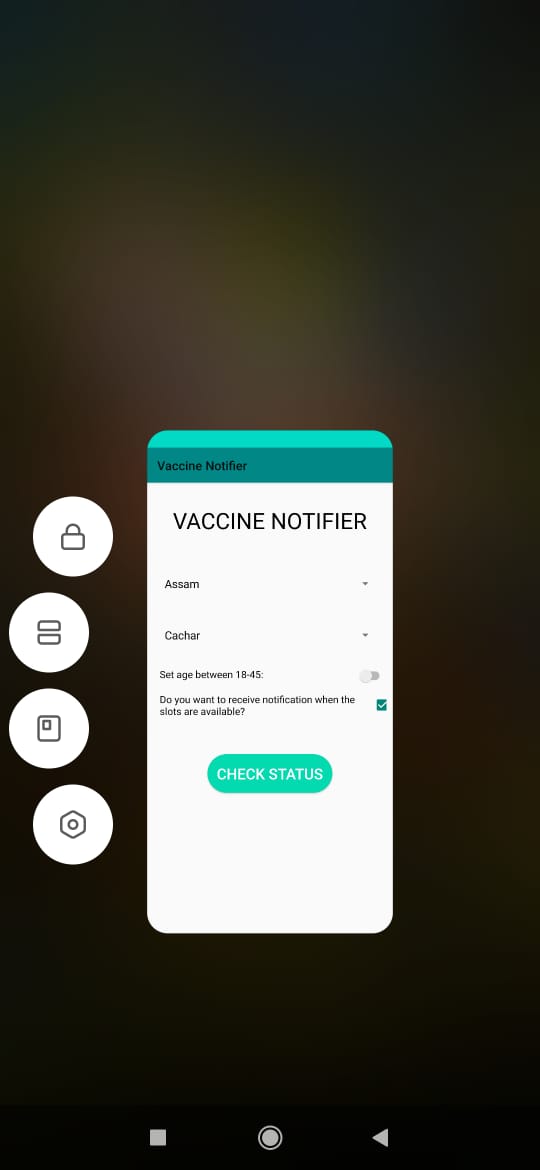 Vaccine Notifier
VACCINE NOTIFIER
Assam
Cachar
Set age between 18-45:
Do you want to receive notification when the
slots are available?
CHECK STATUS